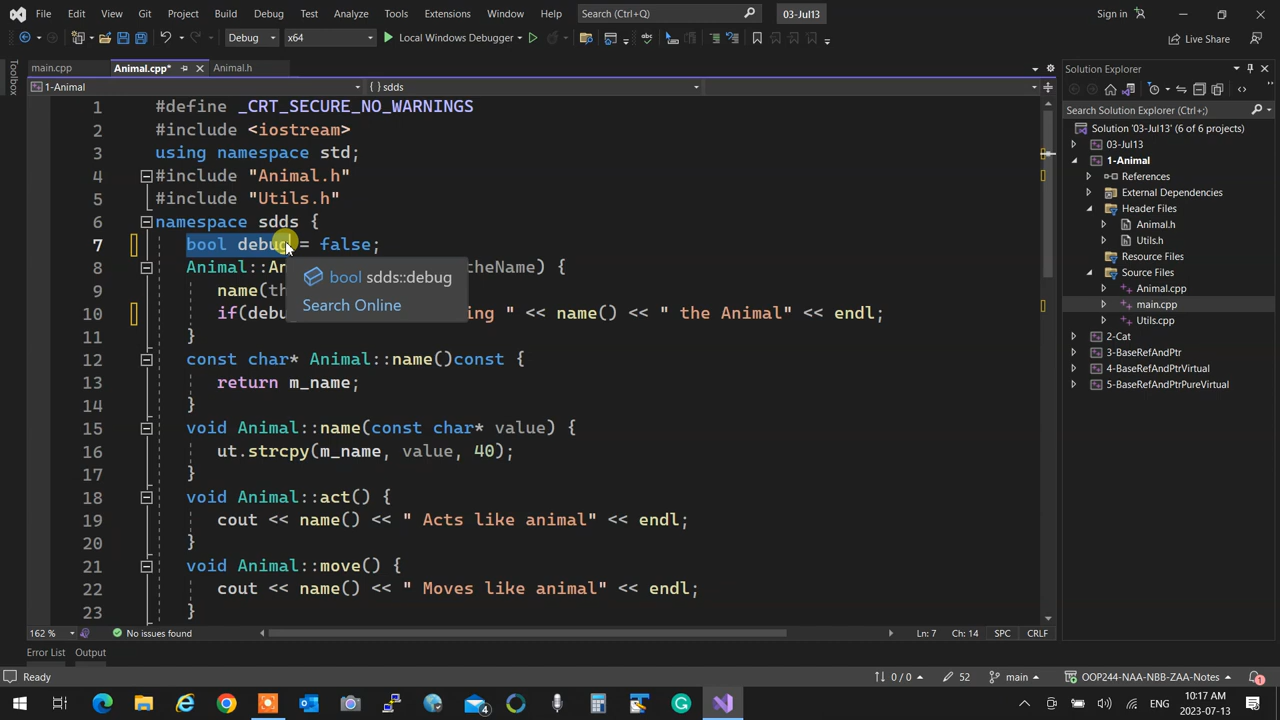 File Edit View Git Project Build Debug Test Analyze Tools Extensions Window Help Search (Ctrl+Q) 03-Jul13 Sign in
Debug x64 Local Windows Debugger Live Share
Toolbox
main.cpp Animal.cpp* Animal.h
1-Animal {} sdds
1 #define _CRT_SECURE_NO_WARNINGS
2 #include <iostream>
3 using namespace std;
4 #include "Animal.h"
5 #include "Utils.h"
6 namespace sdds {
7 bool debug = false;
8 Animal:: theName) {
9 name(
10 if( ing " << name() << " the Animal" << endl;
11 }
12 const char* Animal::name()const {
13 return m_name;
14 }
15 void Animal::name(const char* value) {
16 ut.strcpy(m_name, value, 40);
17 }
18 void Animal::act() {
19 cout << name() << " Acts like animal" << endl;
20 }
21 void Animal::move() {
22 cout << name() << " Moves like animal" << endl;
23 }
bool sdds::debug
Search Online
162 % No issues found Ln: 7 Ch: 14 SPC CRLF
Error List Output
Solution Explorer
Search Solution Explorer (Ctrl+;)
Solution '03-Jul13' (6 of 6 projects)
03-Jul13
1-Animal
References
External Dependencies
Header Files
Animal.h
Utils.h
Resource Files
Source Files
Animal.cpp
main.cpp
Utils.cpp
2-Cat
3-BaseRefAndPtr
4-BaseRefAndPtrVirtual
5-BaseRefAndPtrPureVirtual
Ready 0 / 0 52 main OOP244-NAA-NBB-ZAA-Notes 1
4 ENG 10:17 AM
2023-07-13